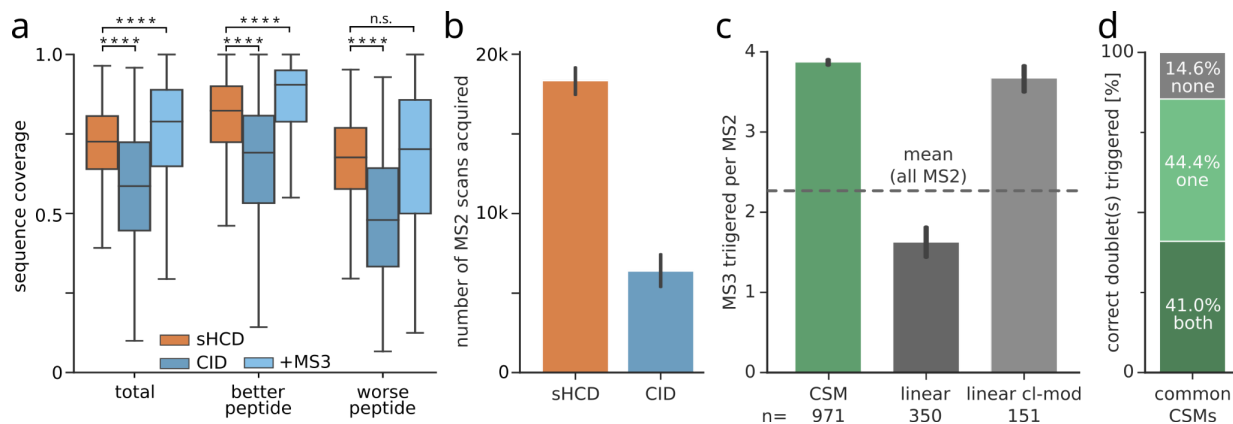 a
sequence coverage
1.0
0.5
0
****
****
****
****
n.s.
****
sHCD
CID
+MS3
total
better
peptide
worse
peptide
b
number of MS2 scans acquired
20k
10k
0
sHCD
CID
c
MS3 triigered per MS2
4
3
2
1
0
mean
(all MS2)
CSM
linear
linear cl-mod
n=
971
350
151
d
correct doublet(s) triggered [%]
100
0
14.6%
none
44.4%
one
41.0%
both
common
CSMs